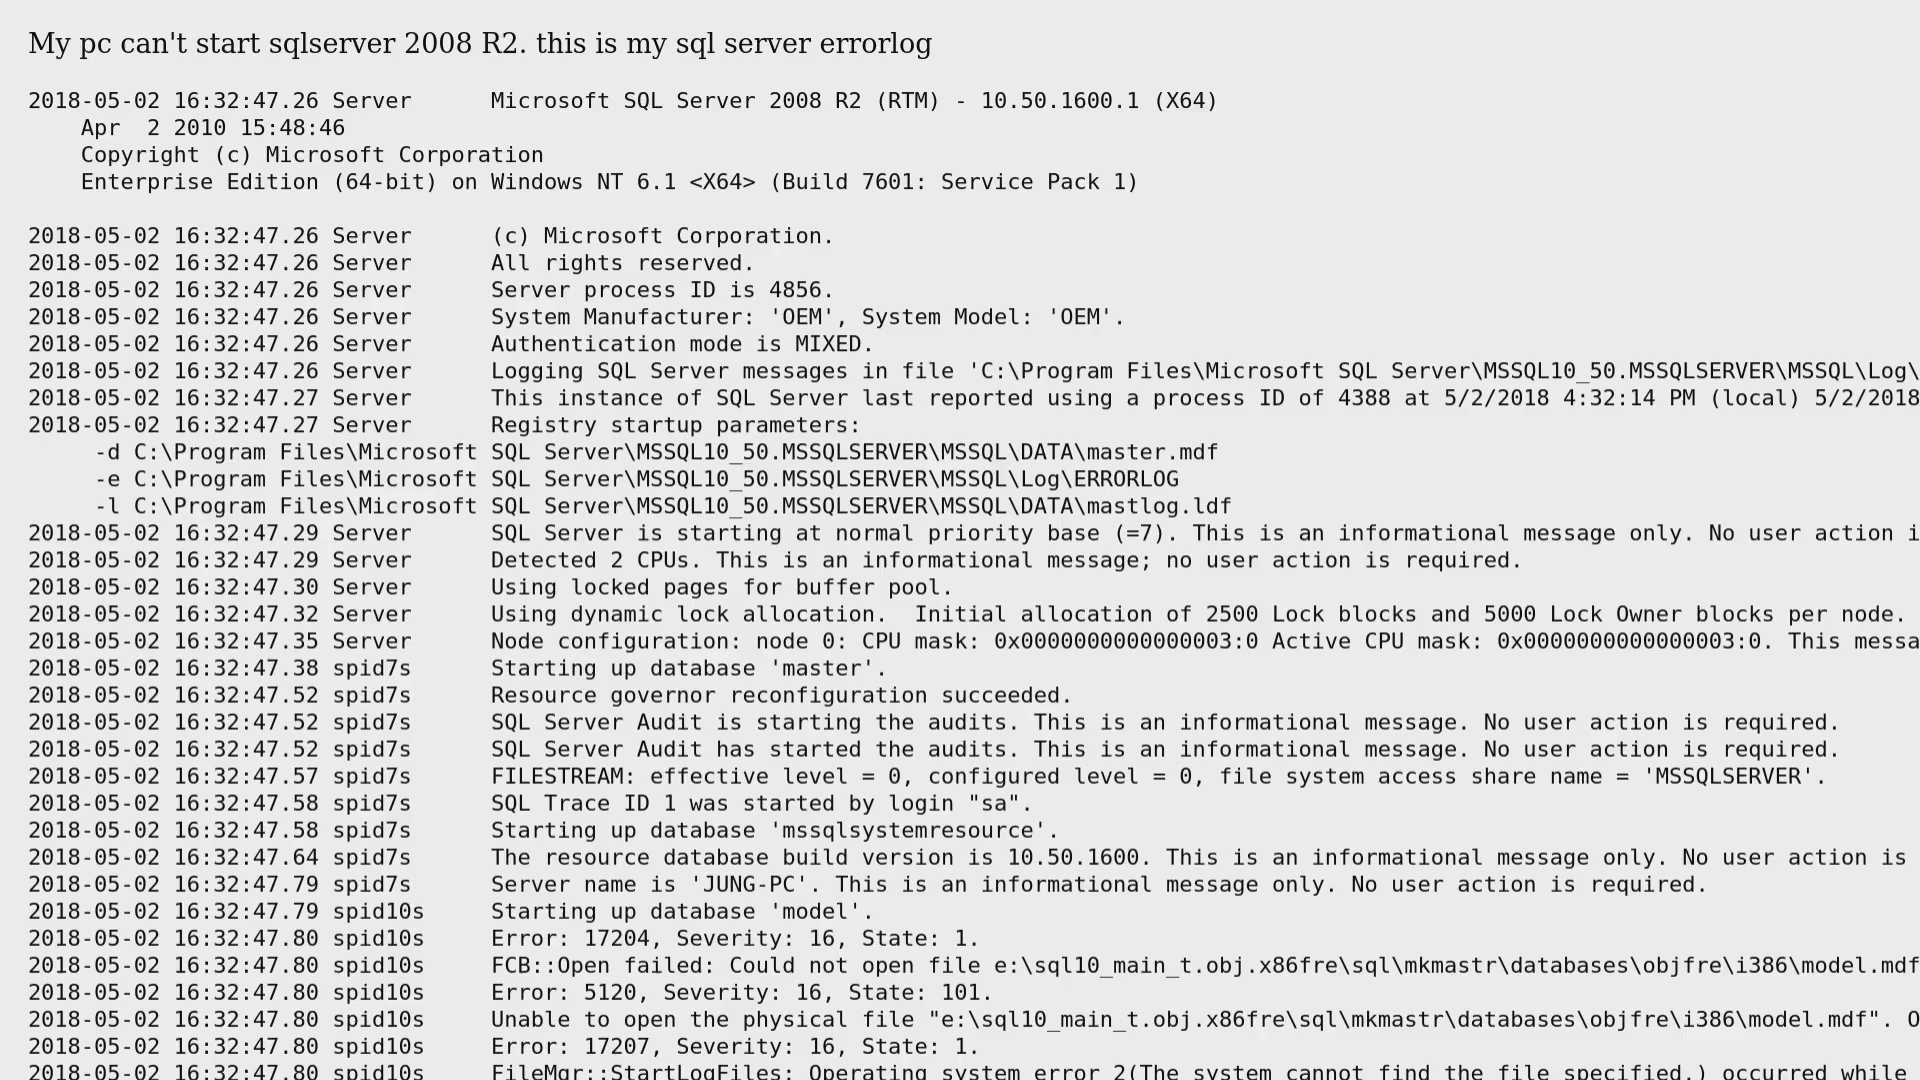 My pc can't start sqlserver 2008 R2. this is my sql server errorlog
2018-05-02 16:32:47.26 Server      Microsoft SQL Server 2008 R2 (RTM) - 10.50.1600.1 (X64)
    Apr  2 2010 15:48:46
    Copyright (c) Microsoft Corporation
    Enterprise Edition (64-bit) on Windows NT 6.1 <X64> (Build 7601: Service Pack 1)
2018-05-02 16:32:47.26 Server      (c) Microsoft Corporation.
2018-05-02 16:32:47.26 Server      All rights reserved.
2018-05-02 16:32:47.26 Server      Server process ID is 4856.
2018-05-02 16:32:47.26 Server      System Manufacturer: 'OEM', System Model: 'OEM'.
2018-05-02 16:32:47.26 Server      Authentication mode is MIXED.
2018-05-02 16:32:47.26 Server      Logging SQL Server messages in file 'C:\Program Files\Microsoft SQL Server\MSSQL10_50.MSSQLSERVER\MSSQL\Log\
2018-05-02 16:32:47.27 Server      This instance of SQL Server last reported using a process ID of 4388 at 5/2/2018 4:32:14 PM (local) 5/2/2018
2018-05-02 16:32:47.27 Server      Registry startup parameters:
     -d C:\Program Files\Microsoft SQL Server\MSSQL10_50.MSSQLSERVER\MSSQL\DATA\master.mdf
     -e C:\Program Files\Microsoft SQL Server\MSSQL10_50.MSSQLSERVER\MSSQL\Log\ERRORLOG
     -l C:\Program Files\Microsoft SQL Server\MSSQL10_50.MSSQLSERVER\MSSQL\DATA\mastlog.ldf
2018-05-02 16:32:47.29 Server      SQL Server is starting at normal priority base (=7). This is an informational message only. No user action i
2018-05-02 16:32:47.29 Server      Detected 2 CPUs. This is an informational message; no user action is required.
2018-05-02 16:32:47.30 Server      Using locked pages for buffer pool.
2018-05-02 16:32:47.32 Server      Using dynamic lock allocation.  Initial allocation of 2500 Lock blocks and 5000 Lock Owner blocks per node.
2018-05-02 16:32:47.35 Server      Node configuration: node 0: CPU mask: 0x0000000000000003:0 Active CPU mask: 0x0000000000000003:0. This messa
2018-05-02 16:32:47.38 spid7s      Starting up database 'master'.
2018-05-02 16:32:47.52 spid7s      Resource governor reconfiguration succeeded.
2018-05-02 16:32:47.52 spid7s      SQL Server Audit is starting the audits. This is an informational message. No user action is required.
2018-05-02 16:32:47.52 spid7s      SQL Server Audit has started the audits. This is an informational message. No user action is required.
2018-05-02 16:32:47.57 spid7s      FILESTREAM: effective level = 0, configured level = 0, file system access share name = 'MSSQLSERVER'.
2018-05-02 16:32:47.58 spid7s      SQL Trace ID 1 was started by login "sa".
2018-05-02 16:32:47.58 spid7s      Starting up database 'mssqlsystemresource'.
2018-05-02 16:32:47.64 spid7s      The resource database build version is 10.50.1600. This is an informational message only. No user action is
2018-05-02 16:32:47.79 spid7s      Server name is 'JUNG-PC'. This is an informational message only. No user action is required.
2018-05-02 16:32:47.79 spid10s     Starting up database 'model'.
2018-05-02 16:32:47.80 spid10s     Error: 17204, Severity: 16, State: 1.
2018-05-02 16:32:47.80 spid10s     FCB::Open failed: Could not open file e:\sql10_main_t.obj.x86fre\sql\mkmastr\databases\objfre\i386\model.mdf
2018-05-02 16:32:47.80 spid10s     Error: 5120, Severity: 16, State: 101.
2018-05-02 16:32:47.80 spid10s     Unable to open the physical file "e:\sql10_main_t.obj.x86fre\sql\mkmastr\databases\objfre\i386\model.mdf". O
2018-05-02 16:32:47.80 spid10s     Error: 17207, Severity: 16, State: 1.
2018-05-02 16:32:47.80 spid10s     FileMgr::StartLogFiles: Operating system error 2(The system cannot find the file specified.) occurred while